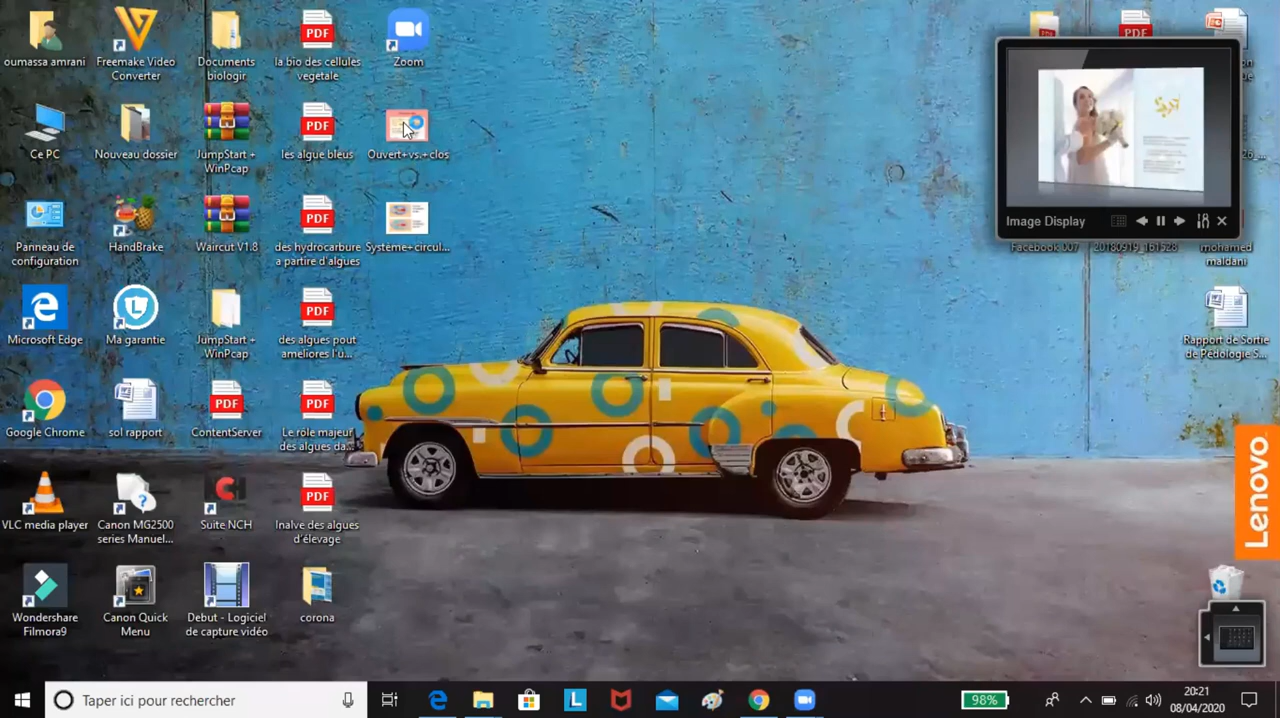 oumassa amrani
Freemake Video
Converter
Documents
biologir
la bio des cellules
vegetale
Zoom
Ce PC
Nouveau dossier
JumpStart +
WinPcap
PDF
les algue bleus
Ouvert+vs.+clos
Panneau de
configuration
HandBrake
Waircut V1.8
PDF
des hydrocarbure
a partira d'algues
Systeme+circul...
Microsoft Edge
Ma garantie
JumpStart +
WinPcap
PDF
des algues pout
ameliores l'u...
Google Chrome
sol rapport
PDF
ContentServer
PDF
Le rôle majeur
des algues da...
VLC media player
Canon MG2500
series Manuel...
Suite NCH
PDF
Inalve des algues
d'élevage
Wondershare
Filmora9
Canon Quick
Menu
Debut - Logiciel
de capture vidéo
corona
PDF
PDF
Image Display
Facebook 007
20180919_161528
mohamed
maldani
Rapport de Sortie
de Pédologie S...
Lenovo
Taper ici pour rechercher
98%
20:21
08/04/2020